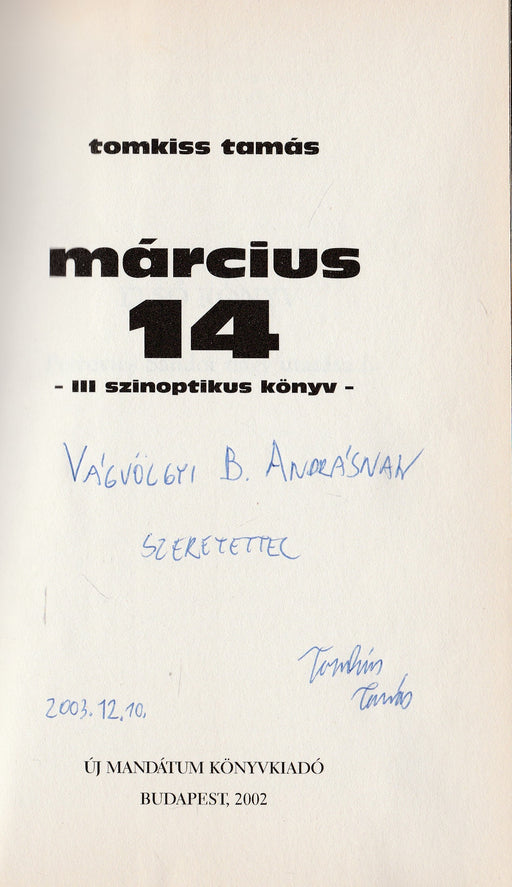 tomkiss tamás
március
14
- III szinoptikus könyv -
VÁGVÖLGYI B. ANDRÁSNAK
SZERETETTEL
Tomkiss
Tamás
2003.12.10.
ÚJ MANDÁTUM KÖNYVKIADÓ
BUDAPEST, 2002